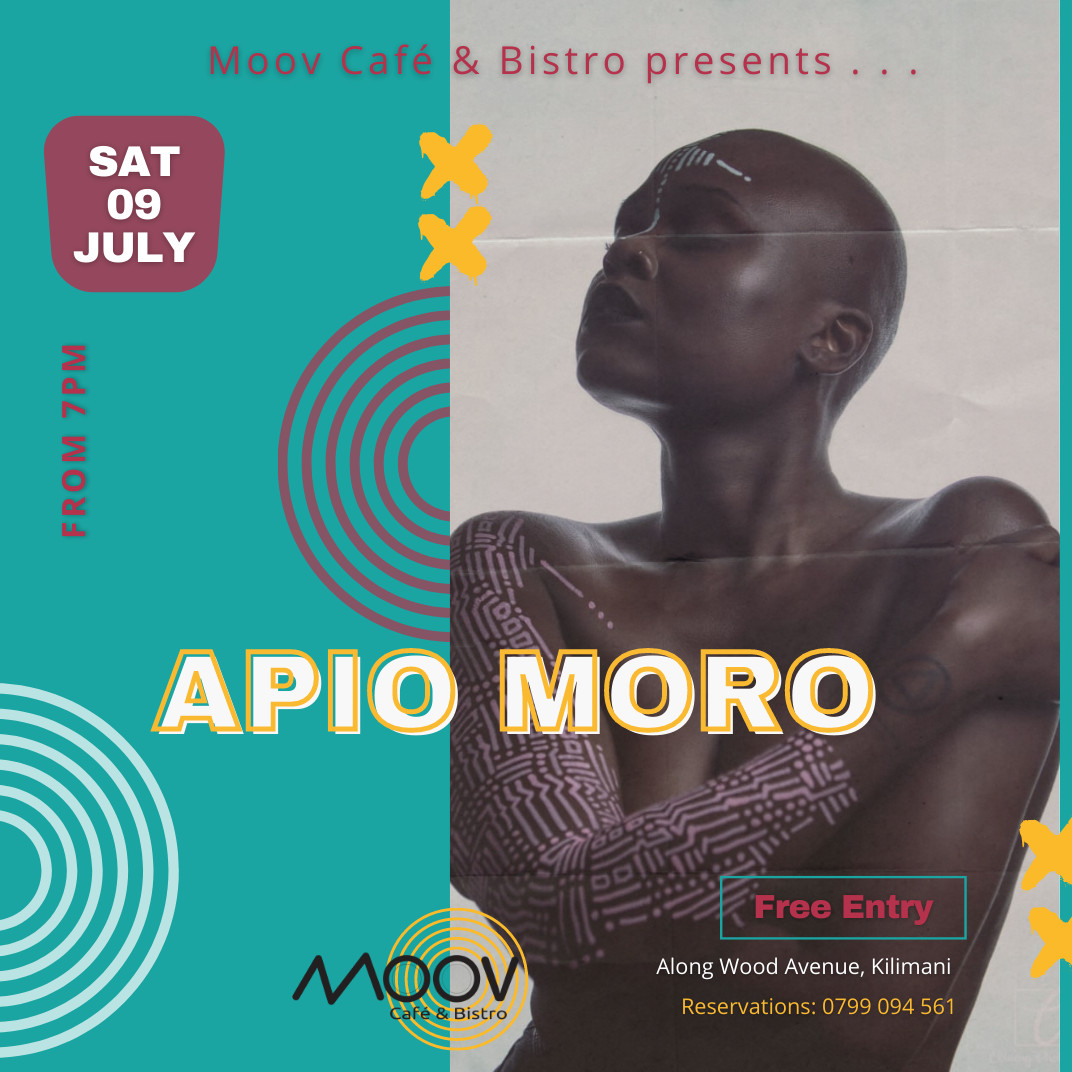 Moov Café & Bistro presents . . .
SAT
09
JULY
FROM 7PM
APIO MORO
Free Entry
Along Wood Avenue, Kilimani
Reservations: 0799 094 561
MOOV
Café & Bistro